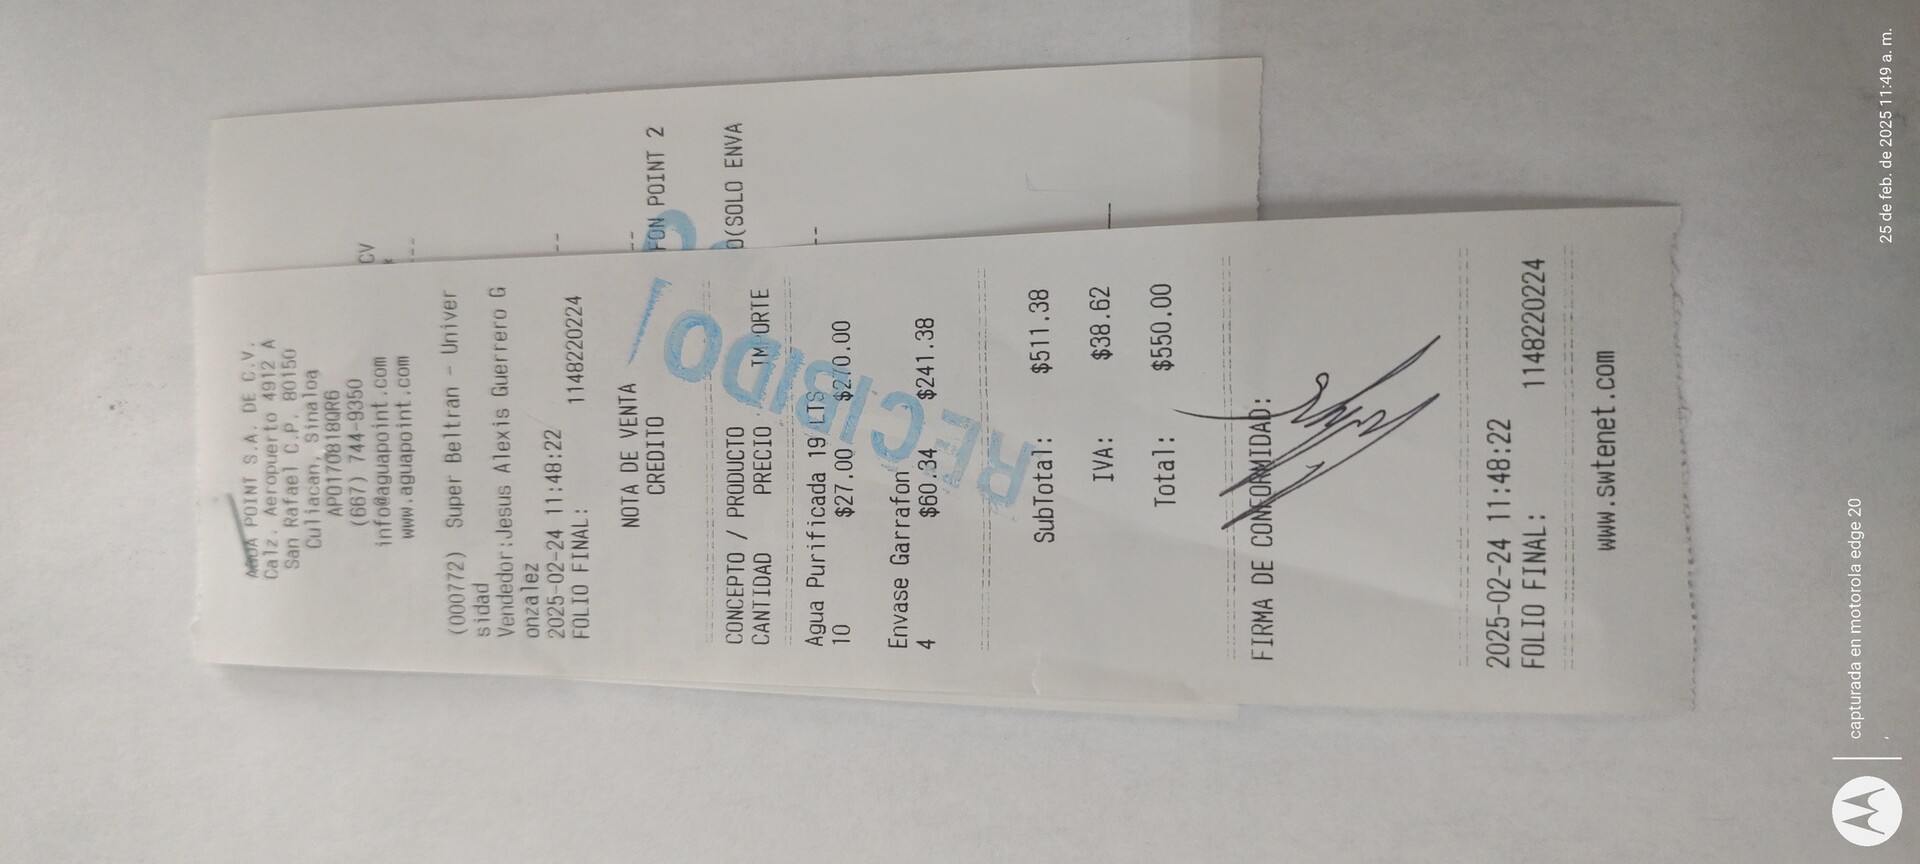 AGUA POINT S.A. DE C.V.
Calz. Aeropuerto 4912 A
San Rafael C.P. 80150
Culiacan, Sinaloa
APO170818QR6
(667) 744-9350
info@aguapoint.com
www.aguapoint.com
(000772) Super Beltran - Univer
sidad
Vendedor:Jesus Alexis Guerrero G
onzalez
2025-02-24 11:48:22
FOLIO FINAL: 1148220224
NOTA DE VENTA
CREDITO
CONCEPTO / PRODUCTO
CANTIDAD PRECIO IMPORTE
Agua Purificada 19 LTS
10 $27.00 $270.00
Envase Garrafon
4 $60.34 $241.38
RECIBIDO
SubTotal: $511.38
IVA: $38.62
Total: $550.00
FIRMA DE CONFORMIDAD:
2025-02-24 11:48:22
FOLIO FINAL: 1148220224
www.swtenet.com
CV
FON POINT 2
O(SOLO ENVA
capturada en motorola edge 20
25 de feb. de 2025 11:49 a. m.